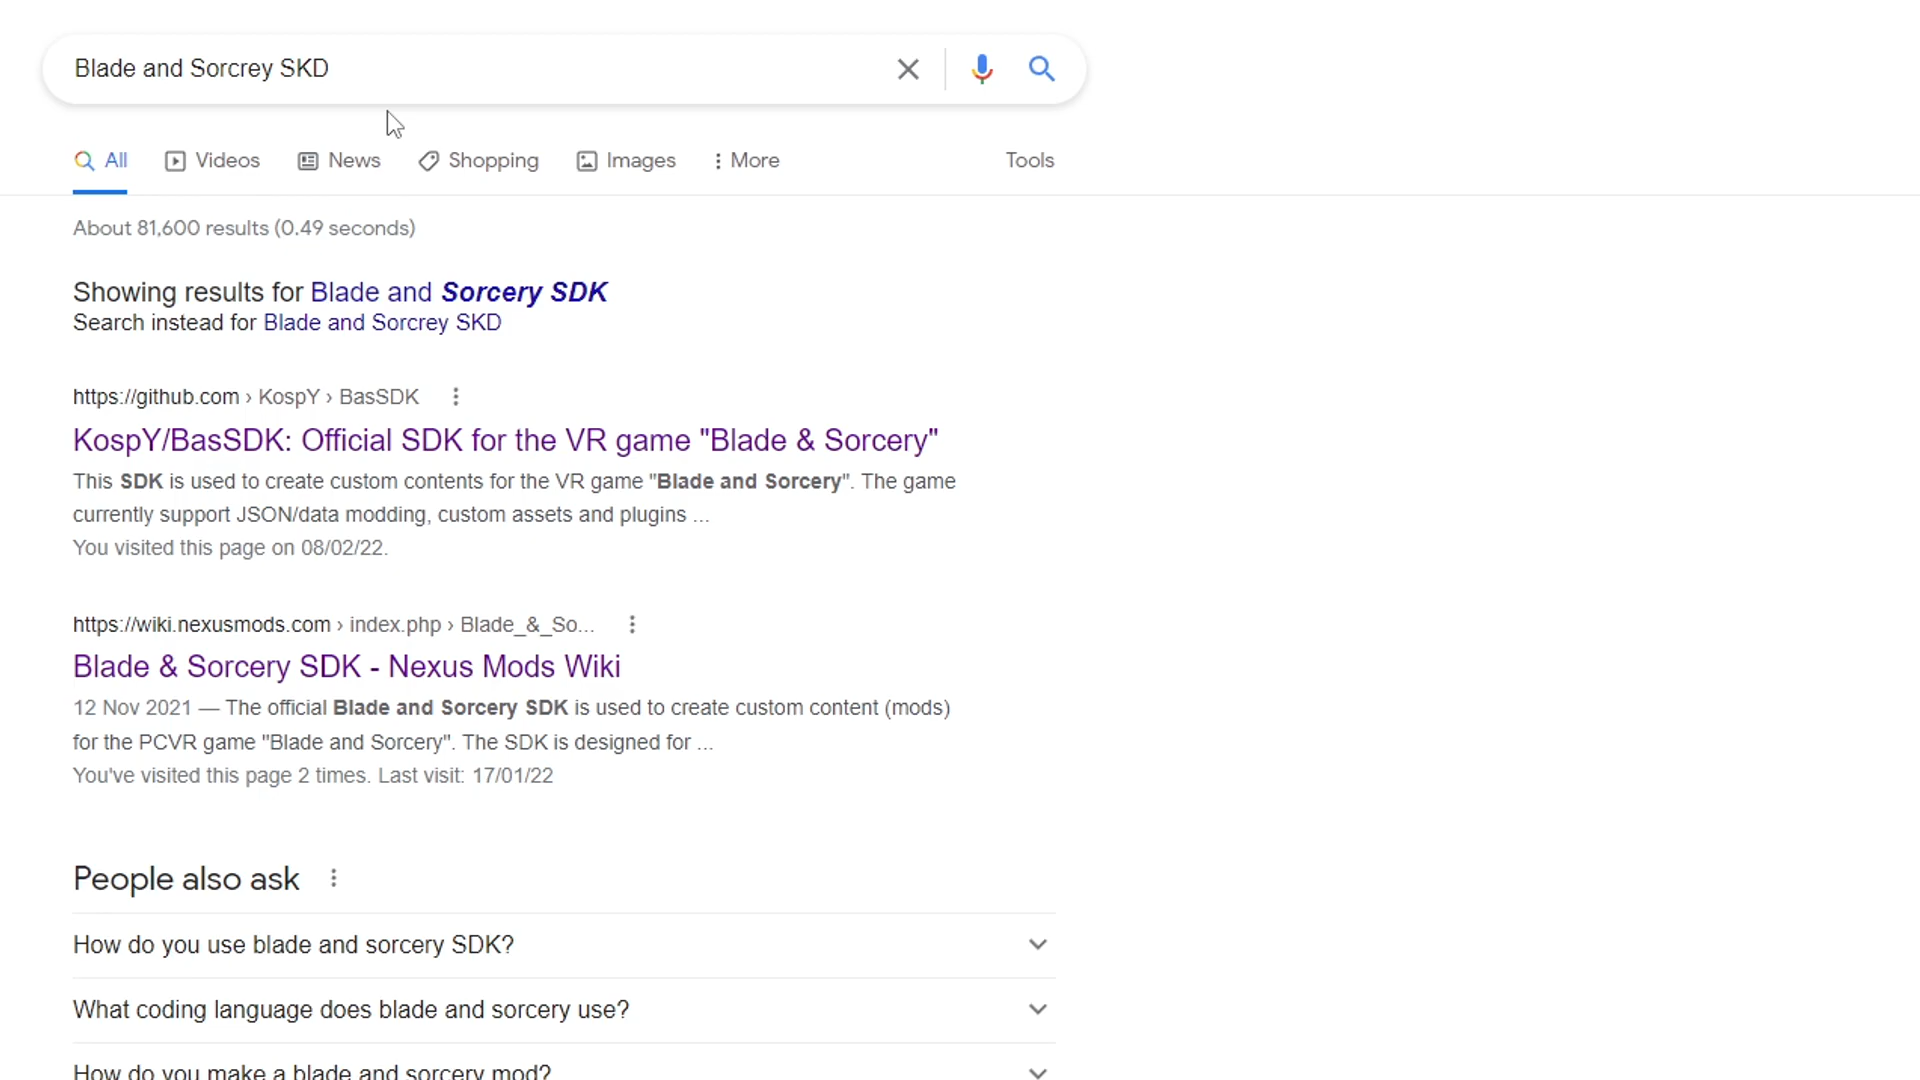 Blade and Sorcrey SKD
All Videos News Shopping Images More Tools
About 81,600 results (0.49 seconds)
Showing results for Blade and Sorcery SDK
Search instead for Blade and Sorcrey SKD
https://github.com › KospY › BasSDK
KospY/BasSDK: Official SDK for the VR game "Blade & Sorcery"
This SDK is used to create custom contents for the VR game "Blade and Sorcery". The game
currently support JSON/data modding, custom assets and plugins ...
You visited this page on 08/02/22.
https://wiki.nexusmods.com › index.php › Blade_&_So...
Blade & Sorcery SDK - Nexus Mods Wiki
12 Nov 2021 — The official Blade and Sorcery SDK is used to create custom content (mods)
for the PCVR game "Blade and Sorcery". The SDK is designed for ...
You've visited this page 2 times. Last visit: 17/01/22
People also ask
How do you use blade and sorcery SDK?
What coding language does blade and sorcery use?
How do you make a blade and sorcery mod?